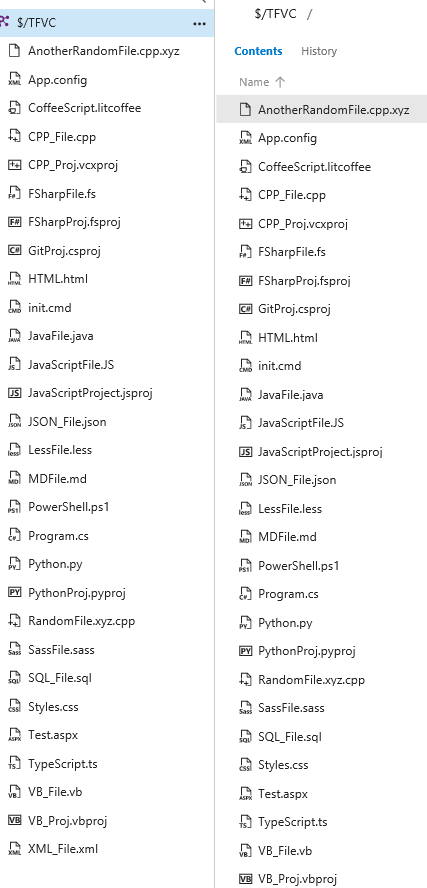 $/TFVC ...
AnotherRandomFile.cpp.xyz
App.config
CoffeeScript.litcoffee
CPP_File.cpp
CPP_Proj.vcxproj
FSharpFile.fs
FSharpProj.fsproj
GitProj.csproj
HTML.html
init.cmd
JavaFile.java
JavaScriptFile.JS
JavaScriptProject.jsproj
JSON_File.json
LessFile.less
MDFile.md
PowerShell.ps1
Program.cs
Python.py
PythonProj.pyproj
RandomFile.xyz.cpp
SassFile.sass
SQL_File.sql
Styles.css
Test.aspx
TypeScript.ts
VB_File.vb
VB_Proj.vbproj
XML_File.xml
$/TFVC /
Contents History
Name ↑
AnotherRandomFile.cpp.xyz
App.config
CoffeeScript.litcoffee
CPP_File.cpp
CPP_Proj.vcxproj
FSharpFile.fs
FSharpProj.fsproj
GitProj.csproj
HTML.html
init.cmd
JavaFile.java
JavaScriptFile.JS
JavaScriptProject.jsproj
JSON_File.json
LessFile.less
MDFile.md
PowerShell.ps1
Program.cs
Python.py
PythonProj.pyproj
RandomFile.xyz.cpp
SassFile.sass
SQL_File.sql
Styles.css
Test.aspx
TypeScript.ts
VB_File.vb
VB_Proj.vbproj